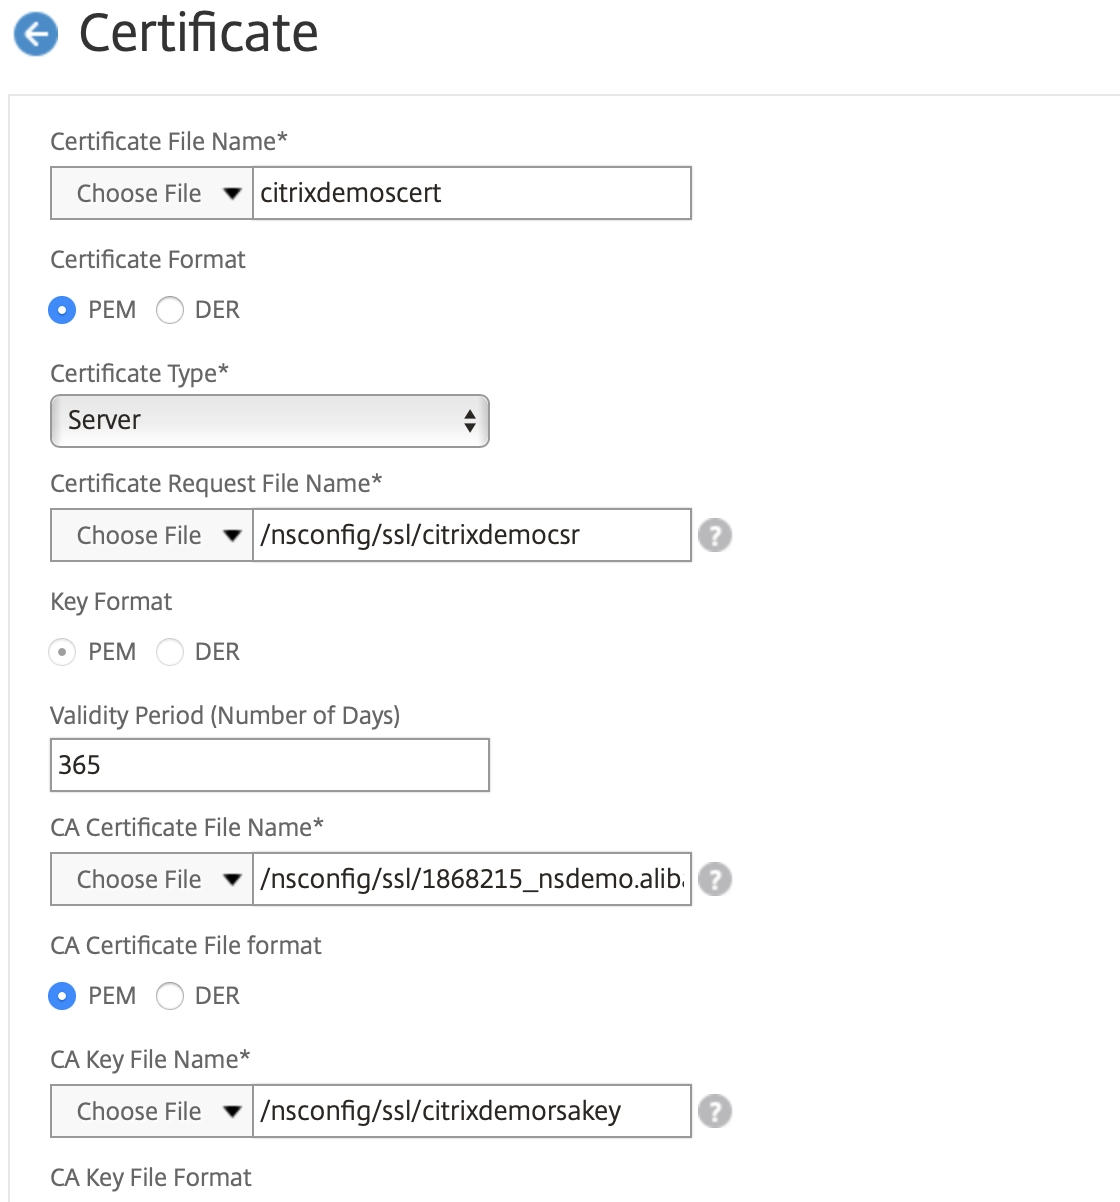 Certificate
Certificate File Name*
Choose File citrixdemoscert
Certificate Format
PEM DER
Certificate Type*
Server
Certificate Request File Name*
Choose File /nsconfig/ssl/citrixdemocsr ?
Key Format
PEM DER
Validity Period (Number of Days)
365
CA Certificate File Name*
Choose File /nsconfig/ssl/1868215_nsdemo.aliba ?
CA Certificate File format
PEM DER
CA Key File Name*
Choose File /nsconfig/ssl/citrixdemorsakey ?
CA Key File Format